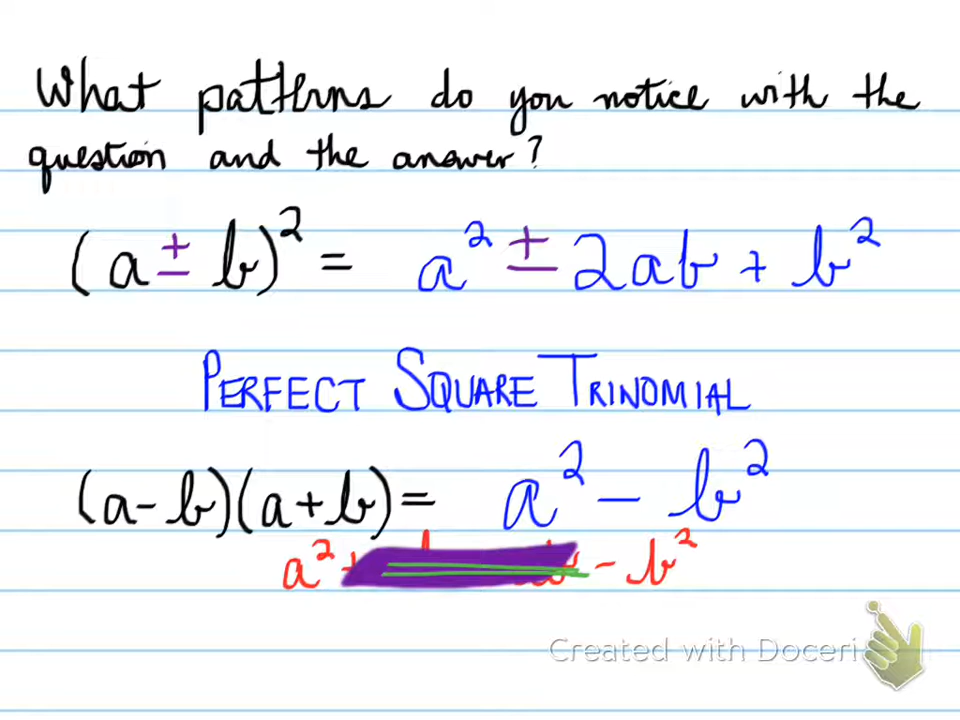 What patterns do you notice with the
question and the answer?
(a ± b)² = a² ± 2ab + b²
PERFECT SQUARE TRINOMIAL
(a-b)(a+b)= a² - b²
a² + - b²
Created with Doceri